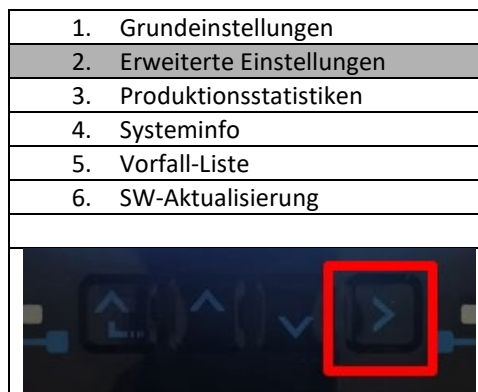 1. Grundeinstellungen
2. Erweiterte Einstellungen
3. Produktionsstatistiken
4. Systeminfo
5. Vorfall-Liste
6. SW-Aktualisierung